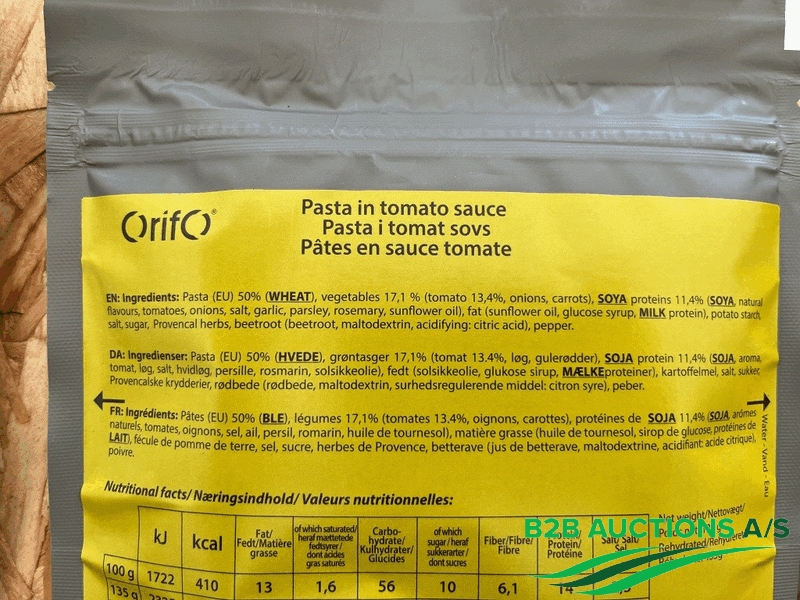 OrifO®
Pasta in tomato sauce
Pasta i tomat sovs
Pâtes en sauce tomate
EN: Ingredients: Pasta (EU) 50% (WHEAT), vegetables 17,1 % (tomato 13,4%, onions, carrots), SOYA proteins 11,4% (SOYA, natural
flavours, tomatoes, onions, salt, garlic, parsley, rosemary, sunflower oil), fat (sunflower oil, glucose syrup, MILK protein), potato starch,
salt, sugar, Provencal herbs, beetroot (beetroot, maltodextrin, acidifying: citric acid), pepper.
DA: Ingredienser: Pasta (EU) 50% (HVEDE), grøntasger 17,1% (tomat 13.4%, løg, gulerødder), SOJA protein 11,4% (SOJA, aroma,
tomat, løg, salt, hvidløg, persille, rosmarin, solsikkeolie), fedt (solsikkeolie, glukose sirup, MÆLKEproteiner), kartoffelmel, salt, sukker,
Provencalske krydderier, rødbede (rødbede, maltodextrin, surhedsregulerende middel: citron syre), peber.
FR: Ingrédients: Pâtes (EU) 50% (BLE), légumes 17,1% (tomates 13.4%, oignons, carottes), protéines de SOJA 11,4% (SOJA, arômes
naturels, tomates, oignons, sel, ail, persil, romarin, huile de tournesol), matière grasse (huile de tournesol, sirop de glucose, protéines de
LAIT), fécule de pomme de terre, sel, sucre, herbes de Provence, betterave (jus de betterave, maltodextrine, acidifiant: acide citrique),
poivre.
Water - Vand - Eau
Nutritional facts/ Næringsindhold/ Valeurs nutritionnelles:
kJ
kcal
Fat/
Fedt/Matière
grasse
of which saturated/
heraf mættetede
fedtsyrer/
dont acides
gras saturés
Carbo-
hydrate/
Kulhydrater/
Glucides
of which
sugar/heraf
sukkerarter/
dont sucres
Fiber/Fiber/
Fibre
Protein/
Protéine
Salt/Salt/
Sel
Net weight/Nettovægt/
Rehydrated/
100 g 1722 410 13 1,6 56 10 6,1 14
135 g
B2B AUCTIONS A/S